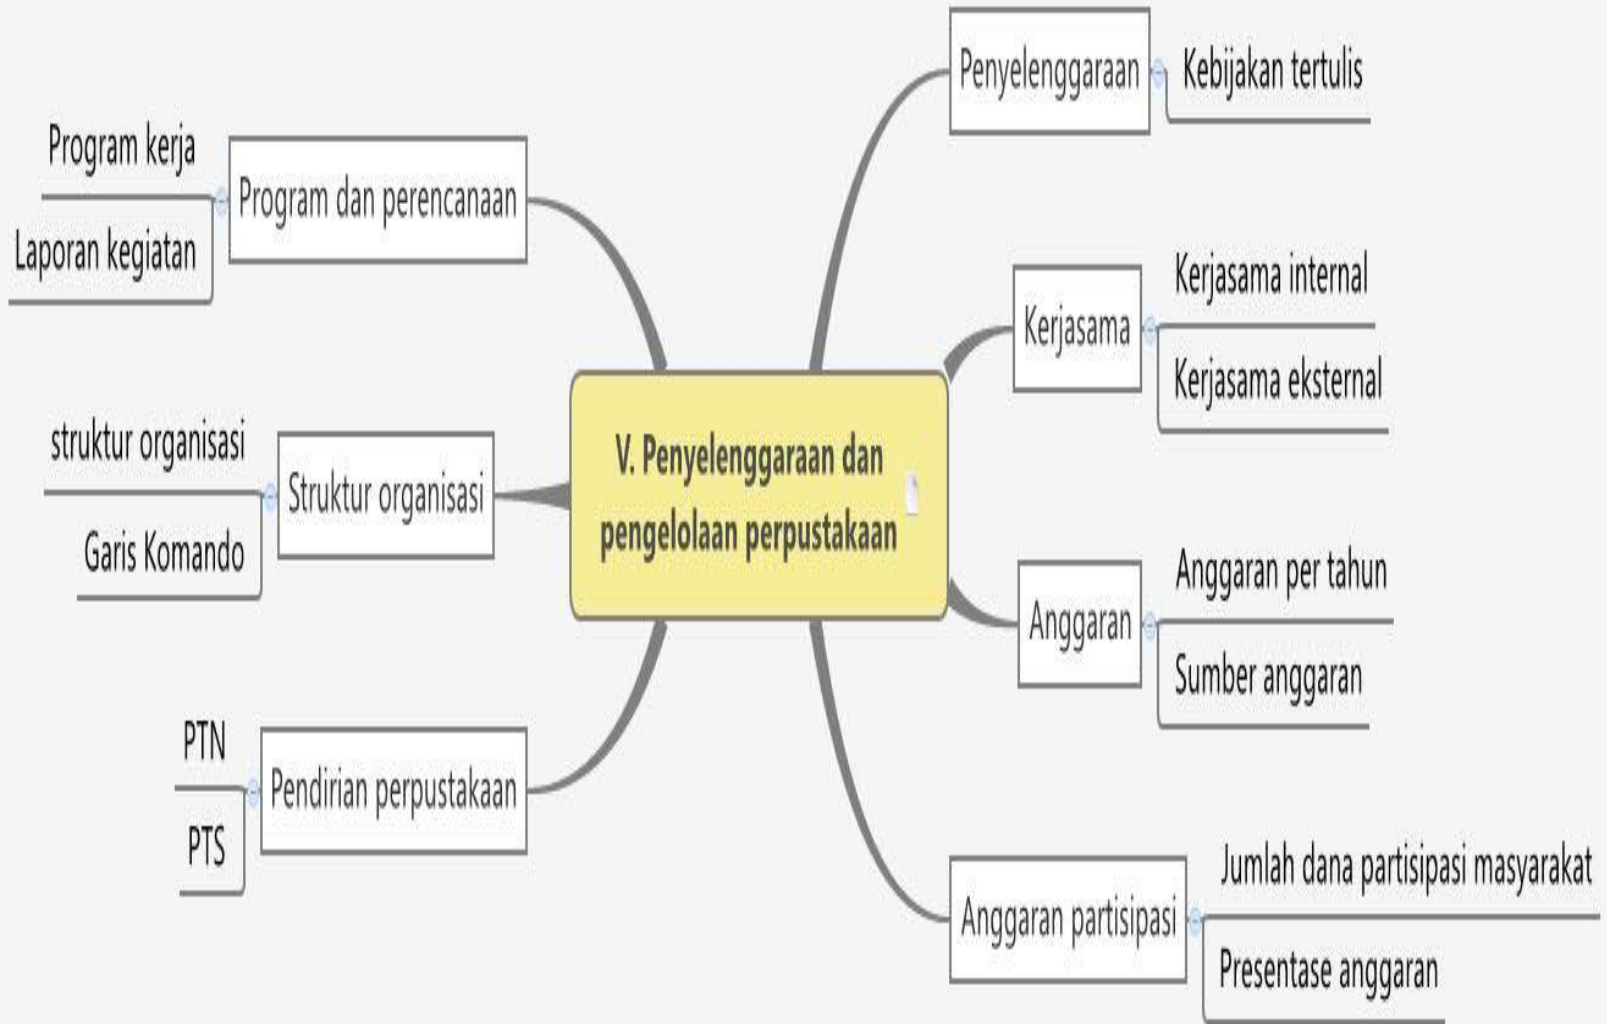 V. Penyelenggaraan dan
pengelolaan perpustakaan
Penyelenggaraan
Kebijakan tertulis
Kerjasama
Kerjasama internal
Kerjasama eksternal
Anggaran
Anggaran per tahun
Sumber anggaran
Anggaran partisipasi
Jumlah dana partisipasi masyarakat
Presentase anggaran
Program dan perencanaan
Program kerja
Laporan kegiatan
Struktur organisasi
struktur organisasi
Garis Komando
Pendirian perpustakaan
PTN
PTS